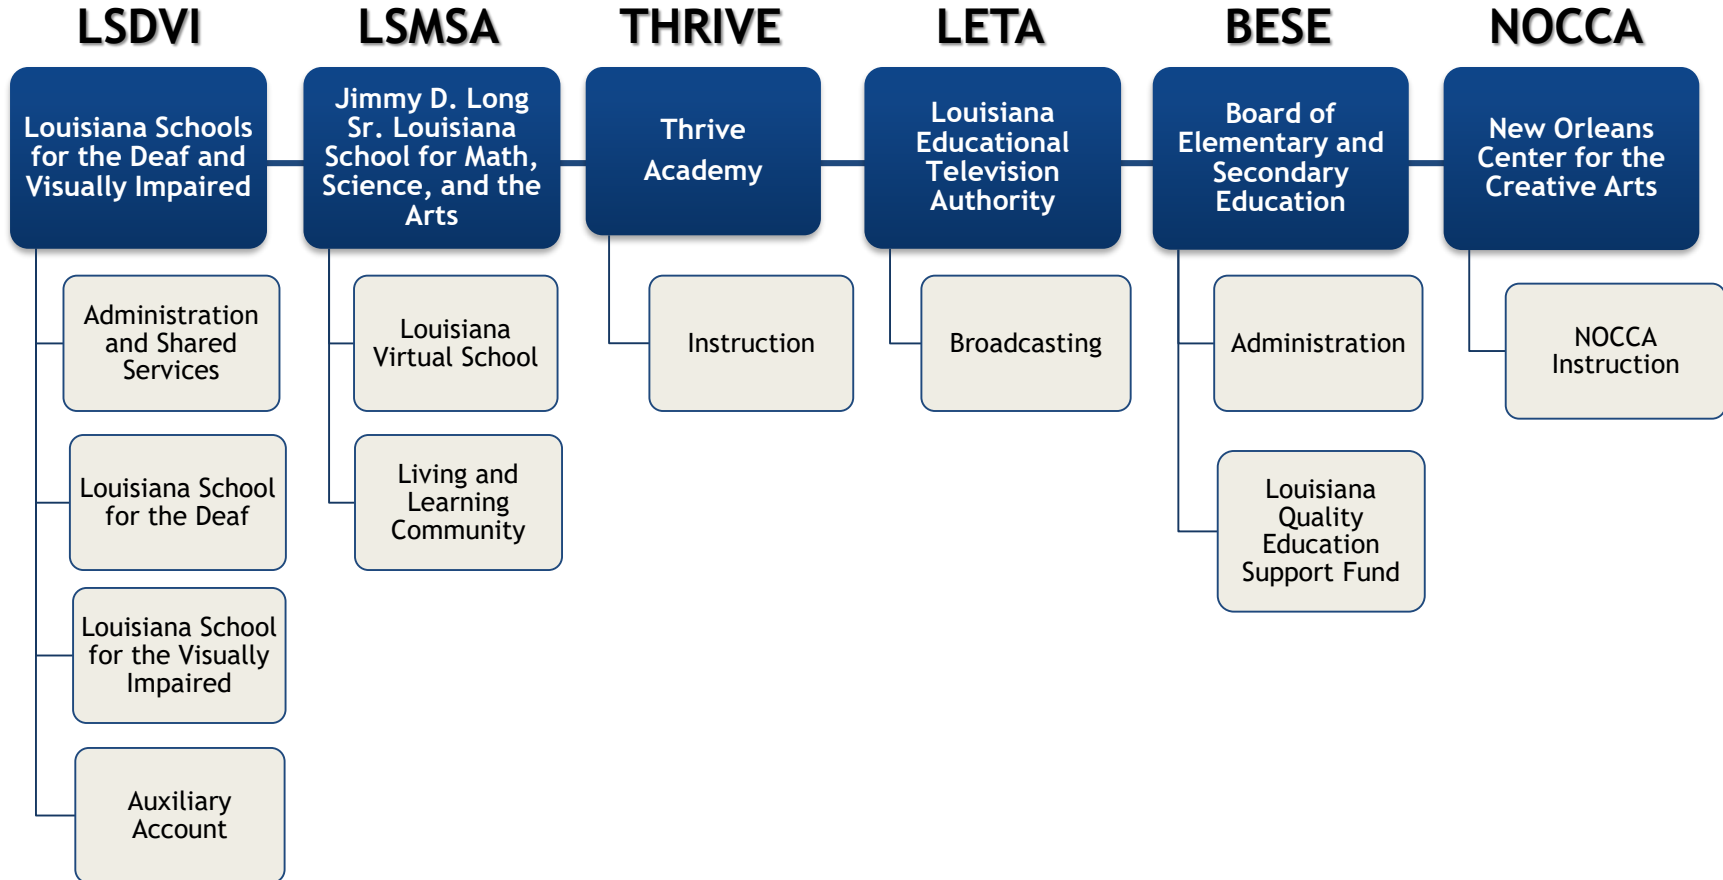 LSDVI
LSMSA
THRIVE
LETA
BESE
NOCCA
Louisiana Schools
for the Deaf and
Visually Impaired
Jimmy D. Long
Sr. Louisiana
School for Math,
Science, and the
Arts
Thrive
Academy
Louisiana
Educational
Television
Authority
Board of
Elementary and
Secondary
Education
New Orleans
Center for the
Creative Arts
Administration
and Shared
Services
Louisiana School
for the Deaf
Louisiana School
for the Visually
Impaired
Auxiliary
Account
Louisiana
Virtual School
Living and
Learning
Community
Instruction
Broadcasting
Administration
Louisiana
Quality
Education
Support Fund
NOCCA
Instruction